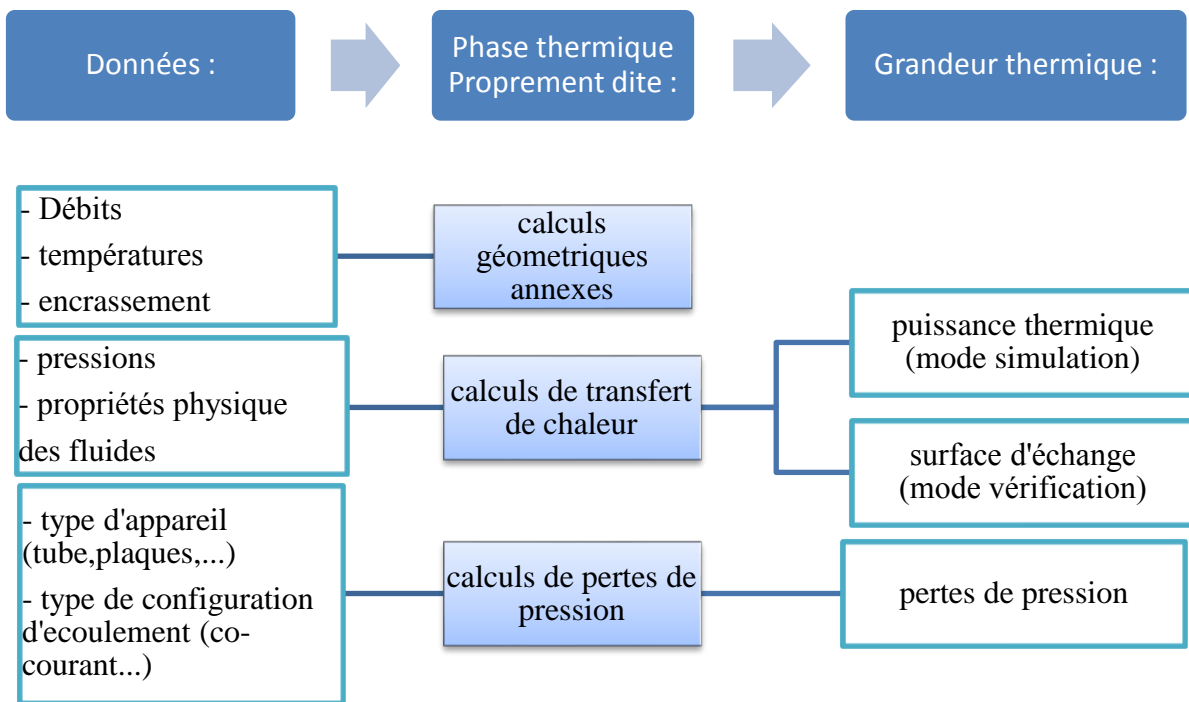 Données :
Phase thermique
Proprement dite :
Grandeur thermique :
- Débits
- températures
- encrassement
calculs
géometriques
annexes
- pressions
- propriétés physique
des fluides
calculs de transfert
de chaleur
puissance thermique
(mode simulation)
surface d'échange
(mode vérification)
- type d'appareil
(tube,plaques,...)
- type de configuration
d'ecoulement (co-
courant...)
calculs de pertes de
pression
pertes de pression